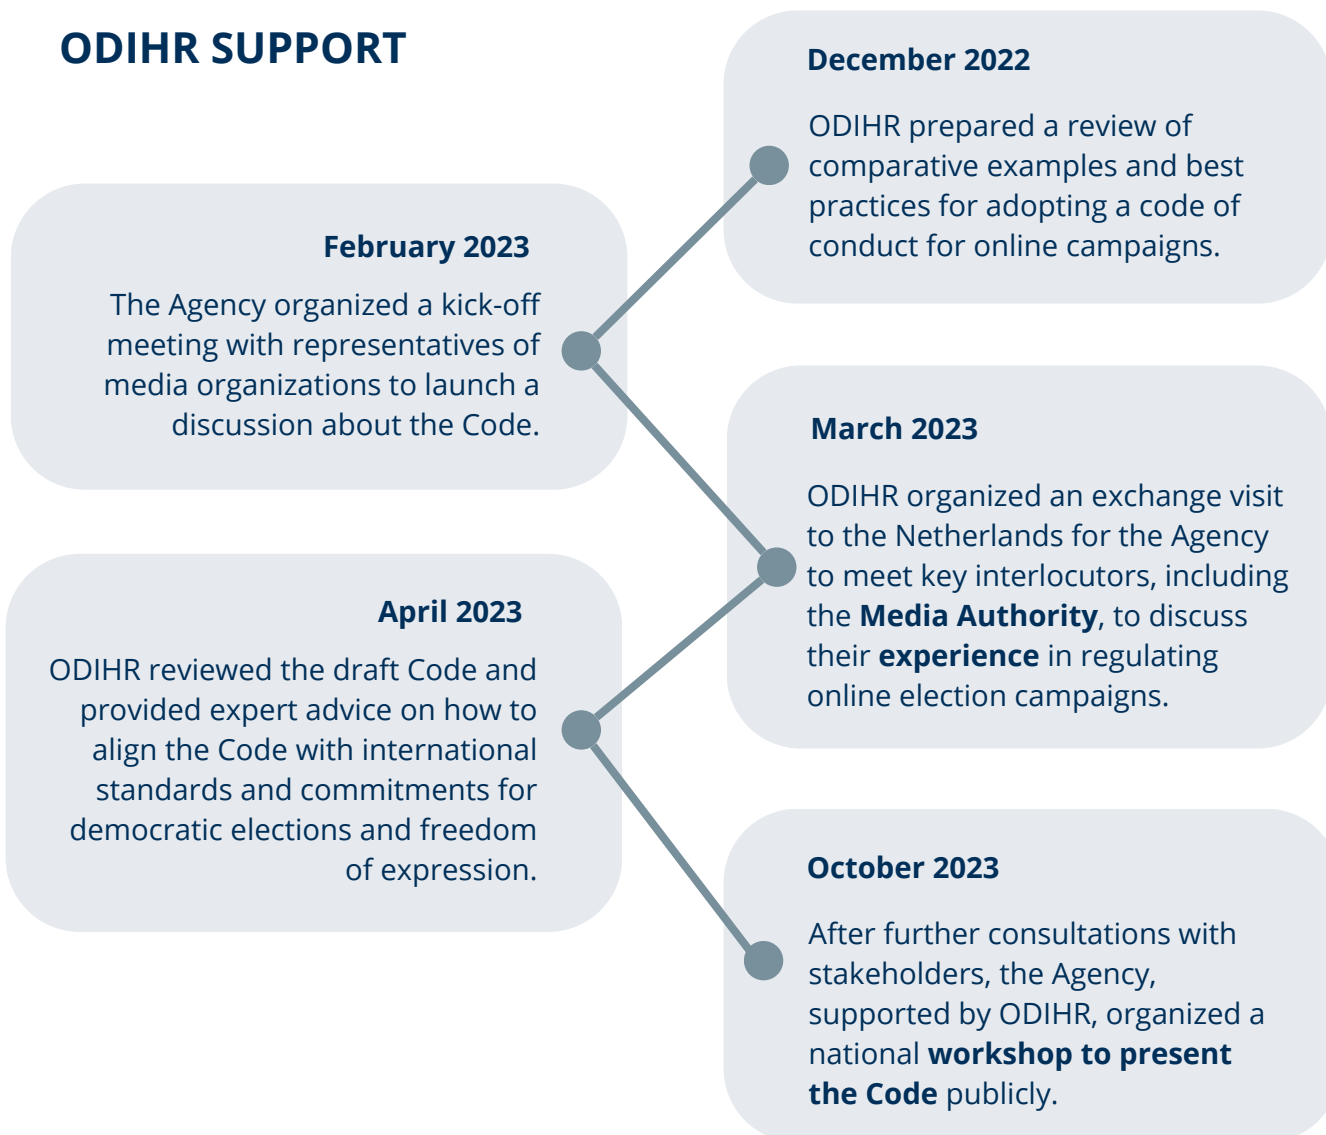 ODIHR SUPPORT
December 2022
ODIHR prepared a review of
comparative examples and best
practices for adopting a code of
conduct for online campaigns.
February 2023
The Agency organized a kick-off
meeting with representatives of
media organizations to launch a
discussion about the Code.
March 2023
ODIHR organized an exchange visit
to the Netherlands for the Agency
to meet key interlocutors, including
the Media Authority, to discuss
their experience in regulating
online election campaigns.
April 2023
ODIHR reviewed the draft Code and
provided expert advice on how to
align the Code with international
standards and commitments for
democratic elections and freedom
of expression.
October 2023
After further consultations with
stakeholders, the Agency,
supported by ODIHR, organized a
national workshop to present
the Code publicly.